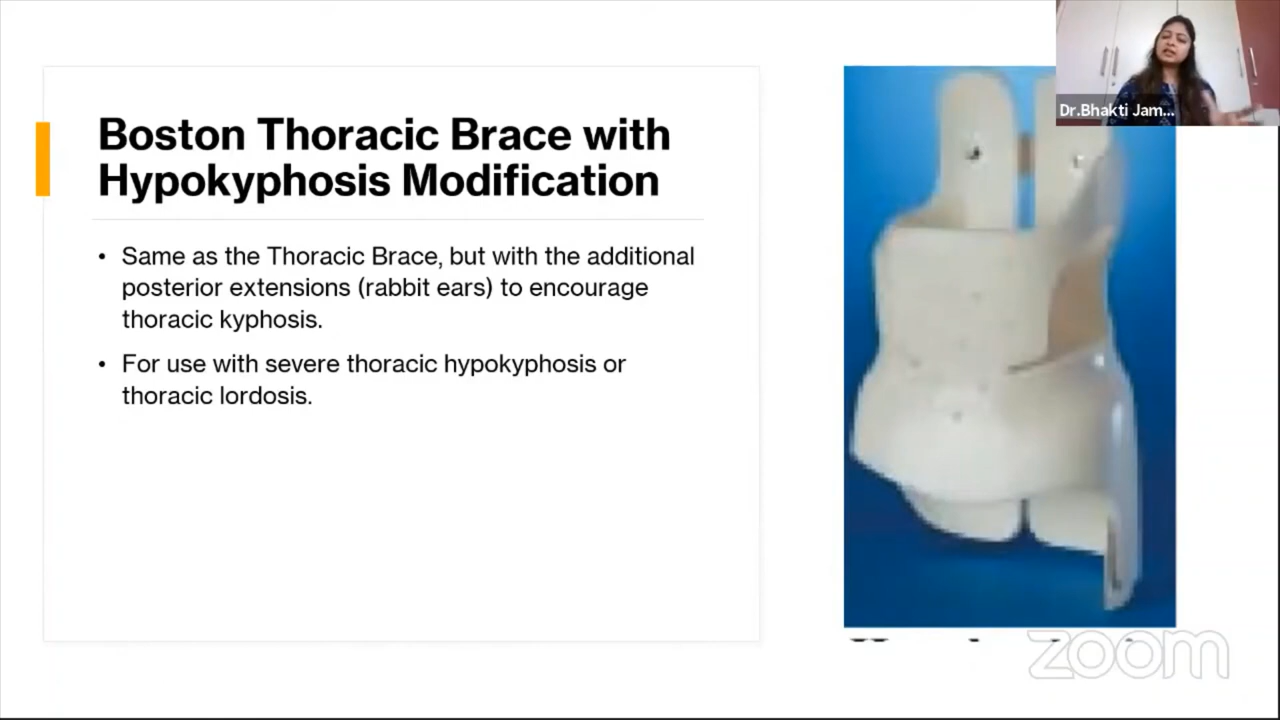 Dr.Bhakti Jam...
Boston Thoracic Brace with
Hypokyphosis Modification
• Same as the Thoracic Brace, but with the additional
posterior extensions (rabbit ears) to encourage
thoracic kyphosis.
• For use with severe thoracic hypokyphosis or
thoracic lordosis.
zoom